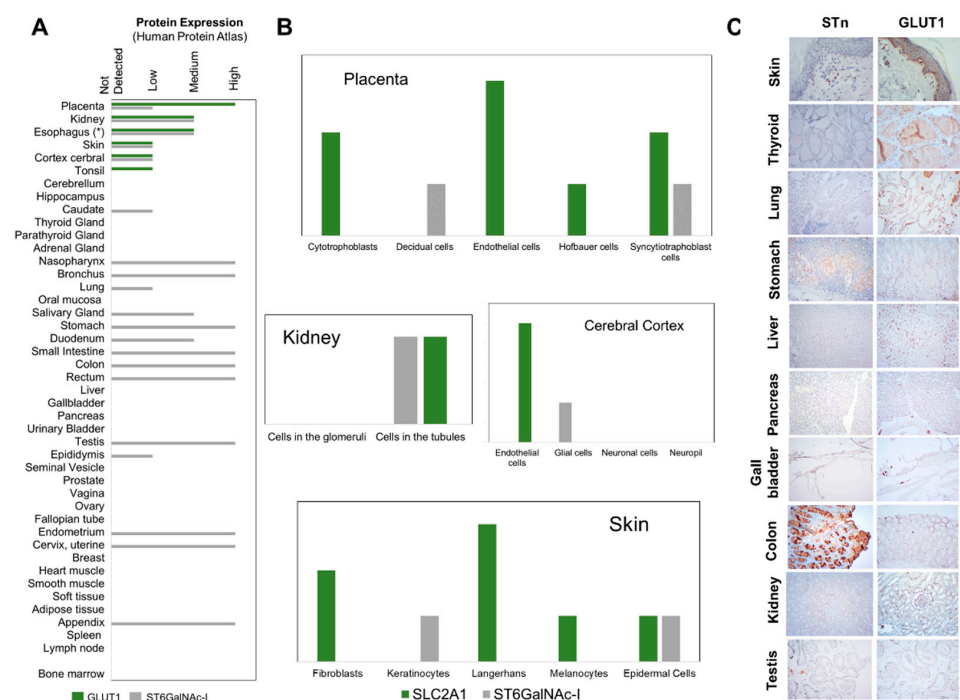 A
Protein Expression
(Human Protein Atlas)
Not
Detected
Low
Medium
High
Placenta
Kidney
Esophagus (*)
Skin
Cortex cerbral
Tonsil
Cerebrellum
Hippocampus
Caudate
Thyroid Gland
Parathyroid Gland
Adrenal Gland
Nasopharynx
Bronchus
Lung
Oral mucosa
Salivary Gland
Stomach
Duodenum
Small Intestine
Colon
Rectum
Liver
Gallbladder
Pancreas
Urinary Bladder
Testis
Epididymis
Seminal Vesicle
Prostate
Vagina
Ovary
Fallopian tube
Endometrium
Cervix, uterine
Breast
Heart muscle
Smooth muscle
Soft tissue
Adipose tissue
Appendix
Spleen
Lymph node
Bone marrow
GLUT1 ST6GalNAc-I
B
Placenta
Cytotrophoblasts Decidual cells Endothelial cells Hofbauer cells Syncytiotraphoblast
cells
Kidney
Cells in the glomeruli Cells in the tubules
Cerebral Cortex
Endothelial Glial cells Neuronal cells Neuropil
cells
Skin
Fibroblasts Keratinocytes Langerhans Melanocytes Epidermal Cells
SLC2A1 ST6GalNAc-I
C
STn GLUT1
Skin
Thyroid
Lung
Stomach
Liver
Pancreas
Gall
bladder
Colon
Kidney
Testis